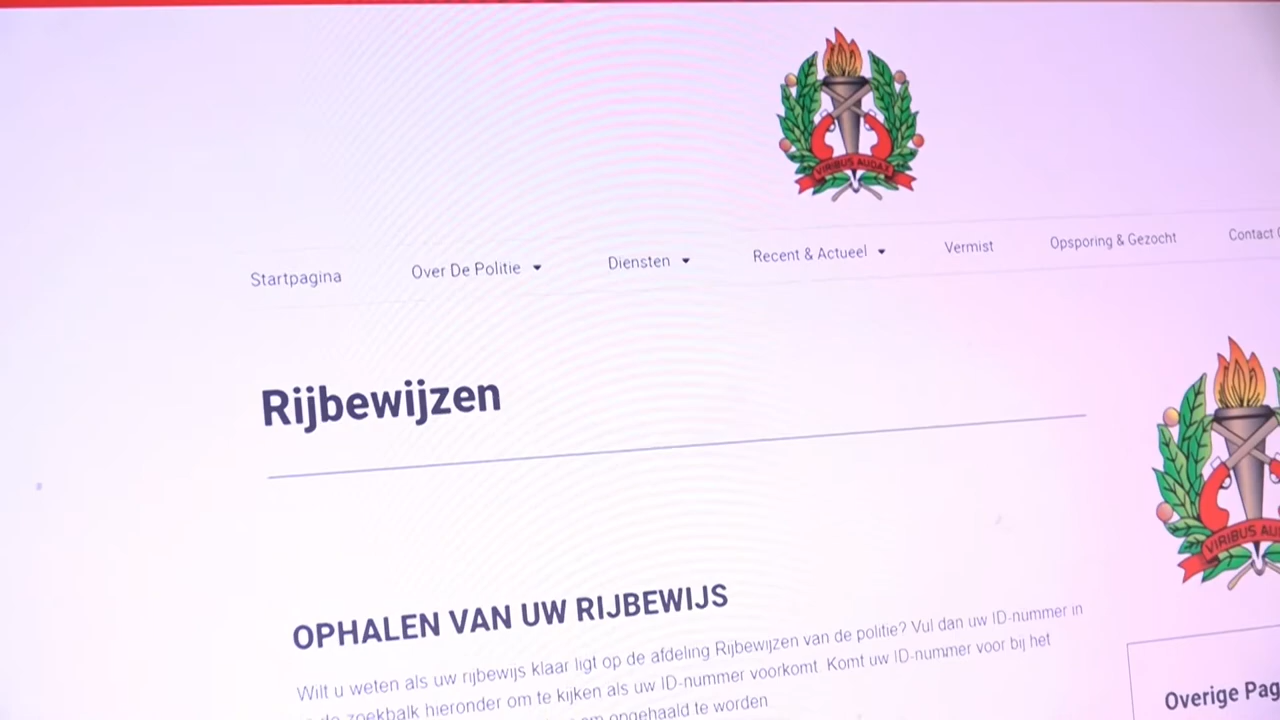 VIRIBUS AUDAX
Startpagina
Over De Politie
Diensten
Recent & Actueel
Vermist
Opsporing & Gezocht
Contact
Rijbewijzen
VIRIBUS
OPHALEN VAN UW RIJBEWIJS
Wilt u weten als uw rijbewijs klaar ligt op de afdeling Rijbewijzen van de politie? Vul dan uw ID-nummer in
de zoekbalk hieronder om te kijken als uw ID-nummer voorkomt. Komt uw ID-nummer voor bij het
opgehaald te worden
Overige Pag